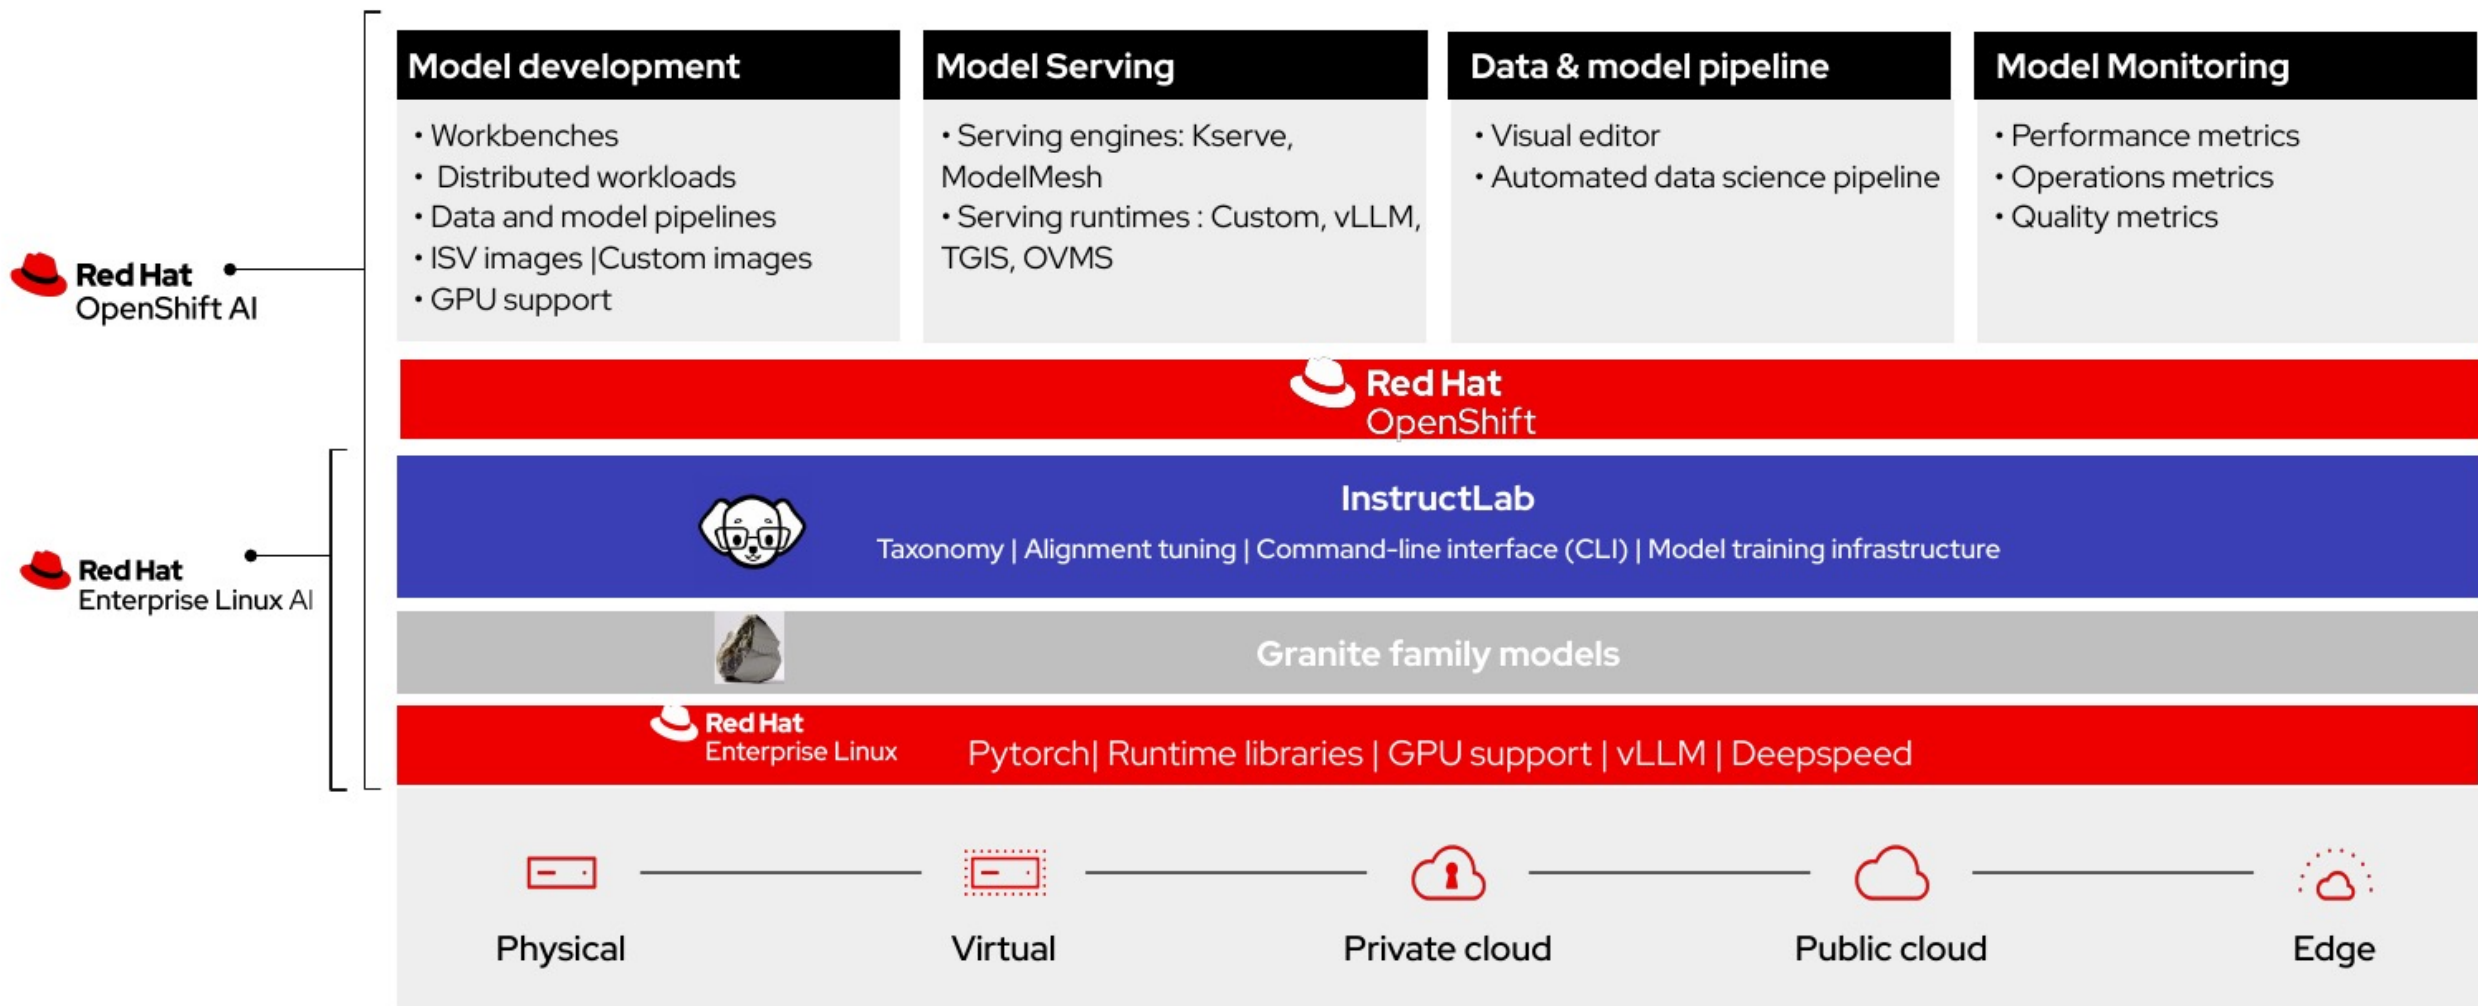 Model development
• Workbenches
• Distributed workloads
• Data and model pipelines
• ISV images |Custom images
• GPU support
Model Serving
• Serving engines: Kserve,
ModelMesh
• Serving runtimes : Custom, vLLM,
TGIS, OVMS
Data & model pipeline
• Visual editor
• Automated data science pipeline
Model Monitoring
• Performance metrics
• Operations metrics
• Quality metrics
Red Hat
OpenShift AI
Red Hat
OpenShift
Red Hat
Enterprise Linux AI
InstructLab
Taxonomy | Alignment tuning | Command-line interface (CLI) | Model training infrastructure
Granite family models
Red Hat
Enterprise Linux
Pytorch| Runtime libraries | GPU support | vLLM | Deepspeed
Physical
Virtual
Private cloud
Public cloud
Edge